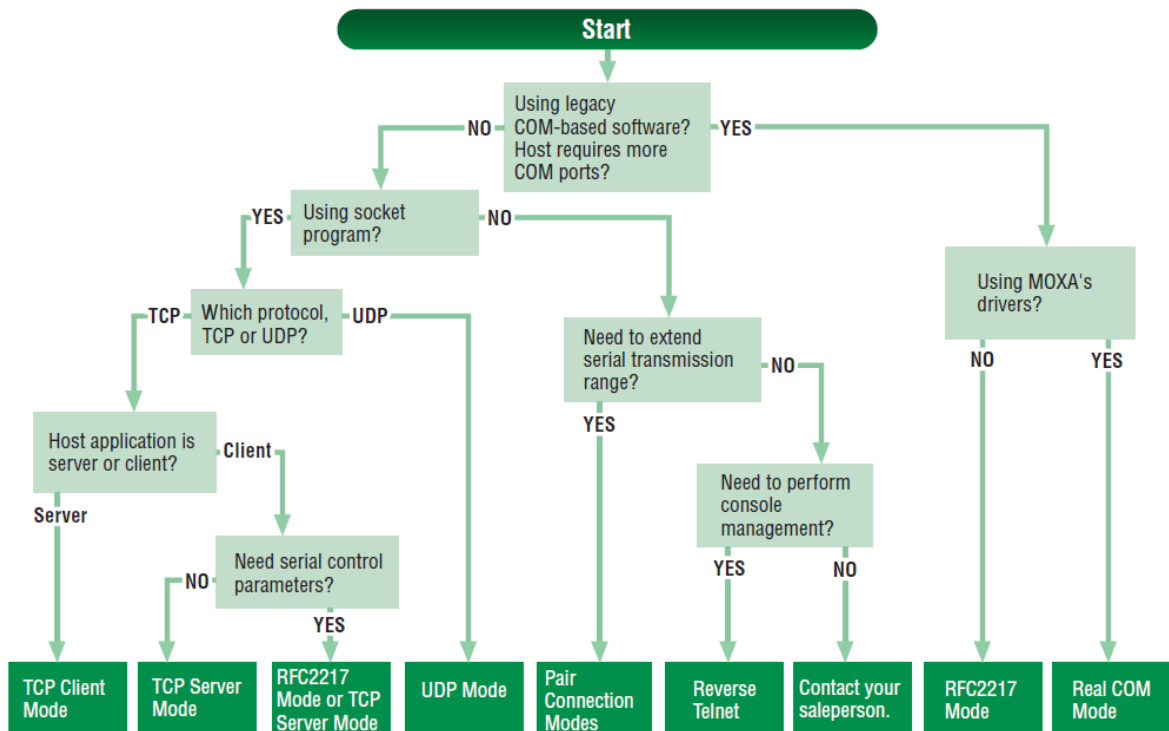 Start
Using legacy
COM-based software?
Host requires more
COM ports?
NO
YES
Using socket
program?
YES
NO
Using MOXA's
drivers?
Which protocol,
TCP or UDP?
TCP
UDP
Need to extend
serial transmission
range?
NO
NO
YES
YES
Host application is
server or client?
Client
Server
Need to perform
console
management?
Need serial control
parameters?
NO
YES
YES
NO
TCP Client
Mode
TCP Server
Mode
RFC2217
Mode or TCP
Server Mode
UDP Mode
Pair
Connection
Modes
Reverse
Telnet
Contact your
saleperson.
RFC2217
Mode
Real COM
Mode